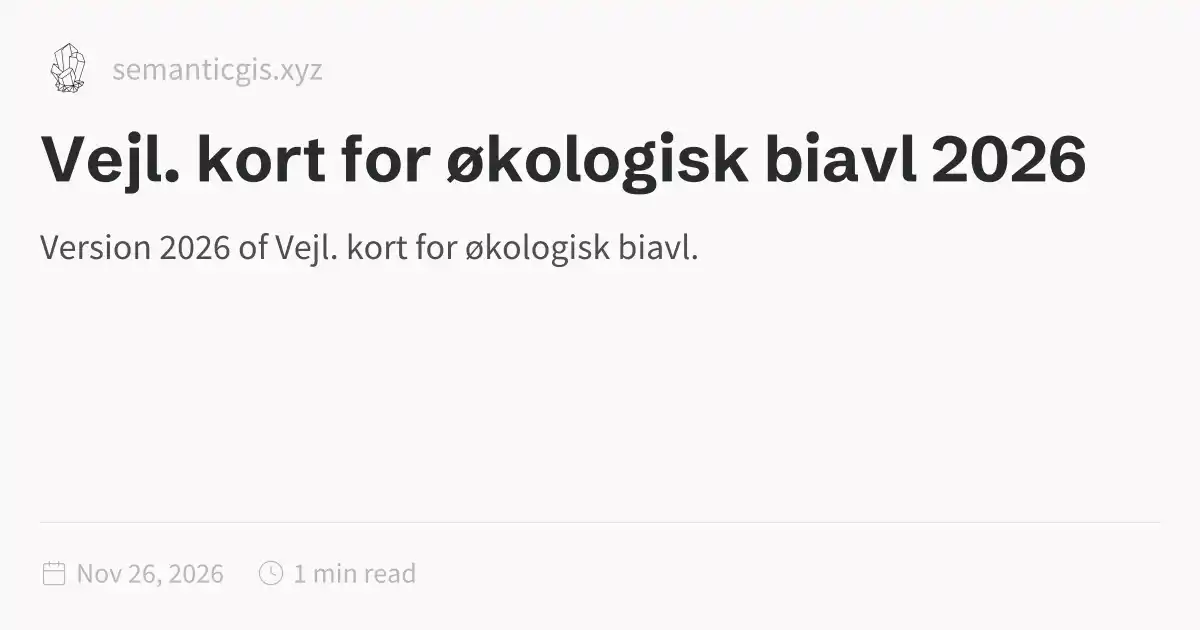 semanticgis.xyz
Vejl. kort for økologisk biavl 2026
Version 2026 of Vejl. kort for økologisk biavl.
Nov 26, 2026 1 min read